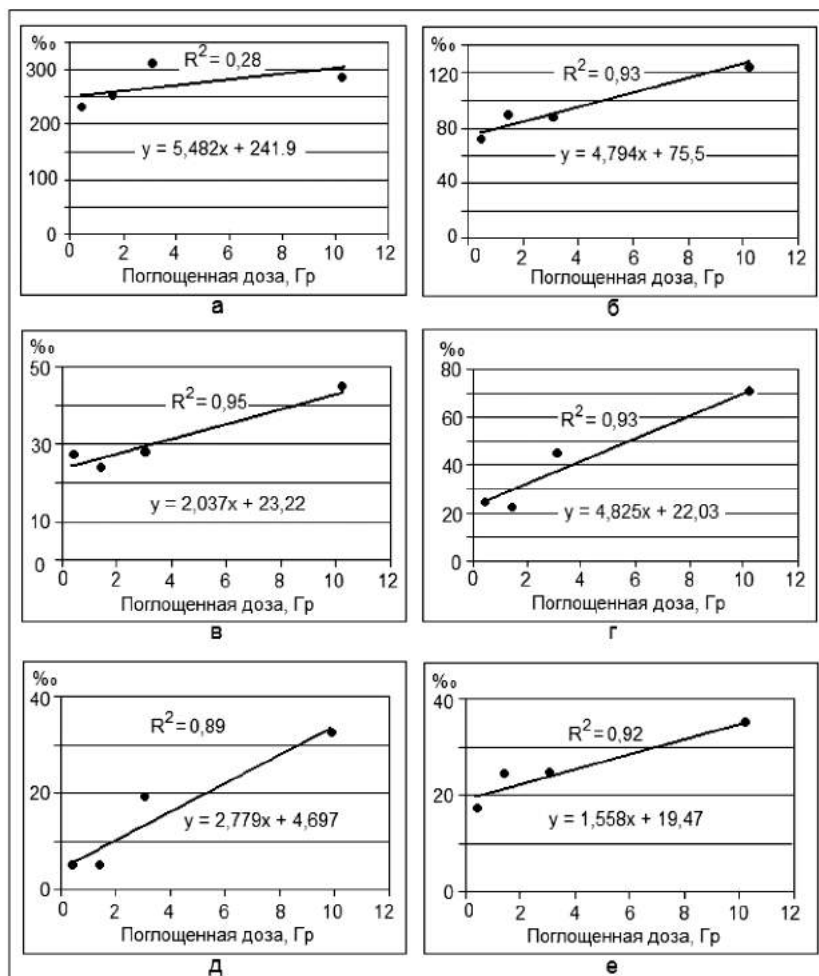 ‰
300
200
100
0
R² = 0,28
y = 5,482x + 241.9
0 2 4 6 8 10 12
Поглощенная доза, Гр
а
‰
120
80
40
0
R² = 0,93
y = 4,794x + 75,5
0 2 4 6 8 10 12
Поглощенная доза, Гр
б
‰
50
30
10
0
R² = 0,95
y = 2,037x + 23,22
0 2 4 6 8 10 12
Поглощенная доза, Гр
в
‰
80
60
40
20
0
R² = 0,93
y = 4,825x + 22,03
0 2 4 6 8 10 12
Поглощенная доза, Гр
г
‰
40
20
0
R² = 0,89
y = 2,779x + 4,697
0 2 4 6 8 10 12
Поглощенная доза, Гр
д
‰
40
20
0
R² = 0,92
y = 1,558x + 19,47
0 2 4 6 8 10 12
Поглощенная доза, Гр
е